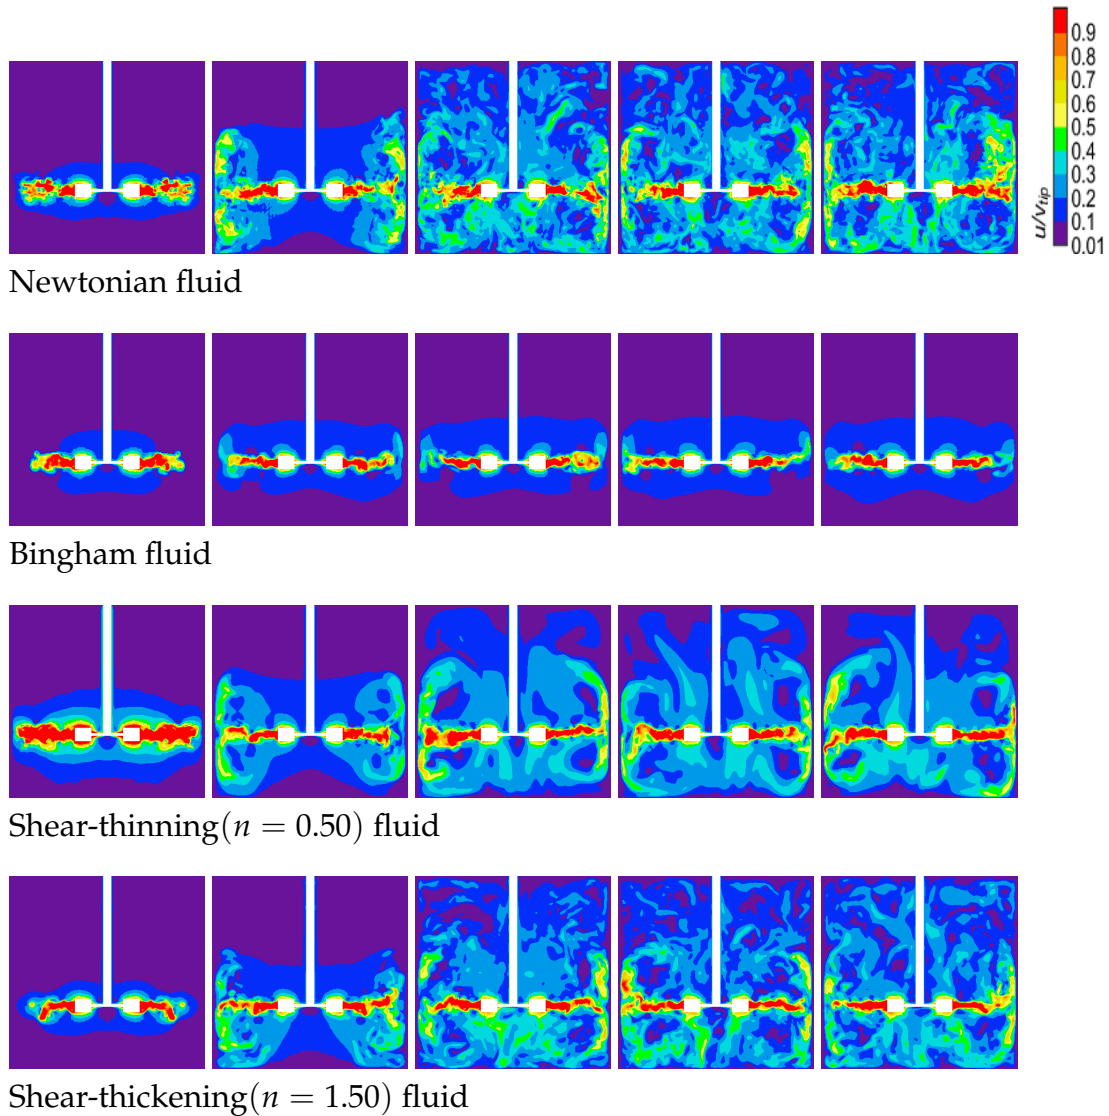 0.9
0.8
0.7
0.6
0.5
0.4
0.3
0.2
0.1
0.01
u/vtip
Newtonian fluid
Bingham fluid
Shear-thinning(n = 0.50) fluid
Shear-thickening(n = 1.50) fluid